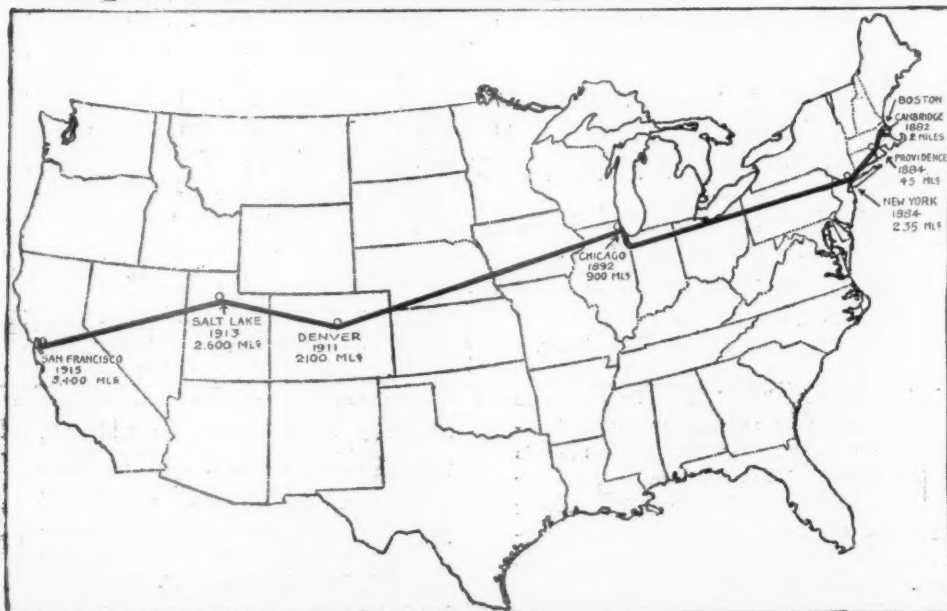 BOSTON
CAMBRIDGE
1882
2 MILES
PROVIDENCE
1884
45 MLS
NEW YORK
1884
235 MLS
CHICAGO
1892
900 MLS
SALT LAKE
1913
2,600 MLS
DENVER
1911
2100 MLS
SAN FRANCISCO
1915
3,400 MLS